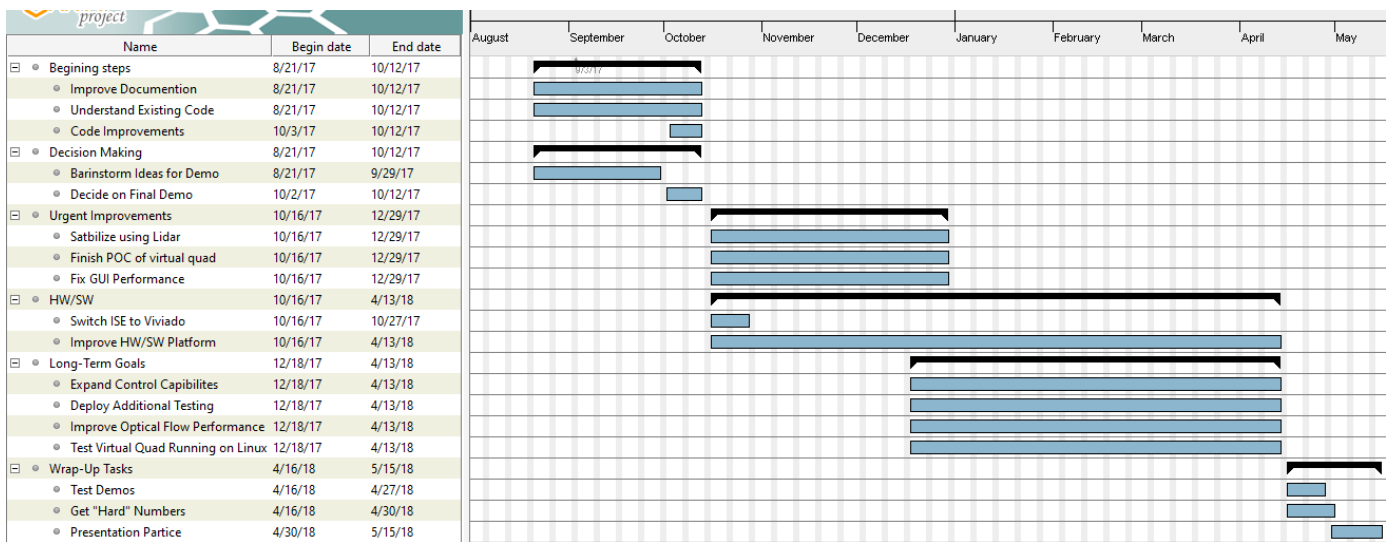 project
Name Begin date End date
August September October November December January February March April May
Begining steps 8/21/17 10/12/17
9/3/17
Improve Documention 8/21/17 10/12/17
Understand Existing Code 8/21/17 10/12/17
Code Improvements 10/3/17 10/12/17
Decision Making 8/21/17 10/12/17
Barinstorm Ideas for Demo 8/21/17 9/29/17
Decide on Final Demo 10/2/17 10/12/17
Urgent Improvements 10/16/17 12/29/17
Satbilize using Lidar 10/16/17 12/29/17
Finish POC of virtual quad 10/16/17 12/29/17
Fix GUI Performance 10/16/17 12/29/17
HW/SW 10/16/17 4/13/18
Switch ISE to Viviado 10/16/17 10/27/17
Improve HW/SW Platform 10/16/17 4/13/18
Long-Term Goals 12/18/17 4/13/18
Expand Control Capibilites 12/18/17 4/13/18
Deploy Additional Testing 12/18/17 4/13/18
Improve Optical Flow Performance 12/18/17 4/13/18
Test Virtual Quad Running on Linux 12/18/17 4/13/18
Wrap-Up Tasks 4/16/18 5/15/18
Test Demos 4/16/18 4/27/18
Get "Hard" Numbers 4/16/18 4/30/18
Presentation Partice 4/30/18 5/15/18